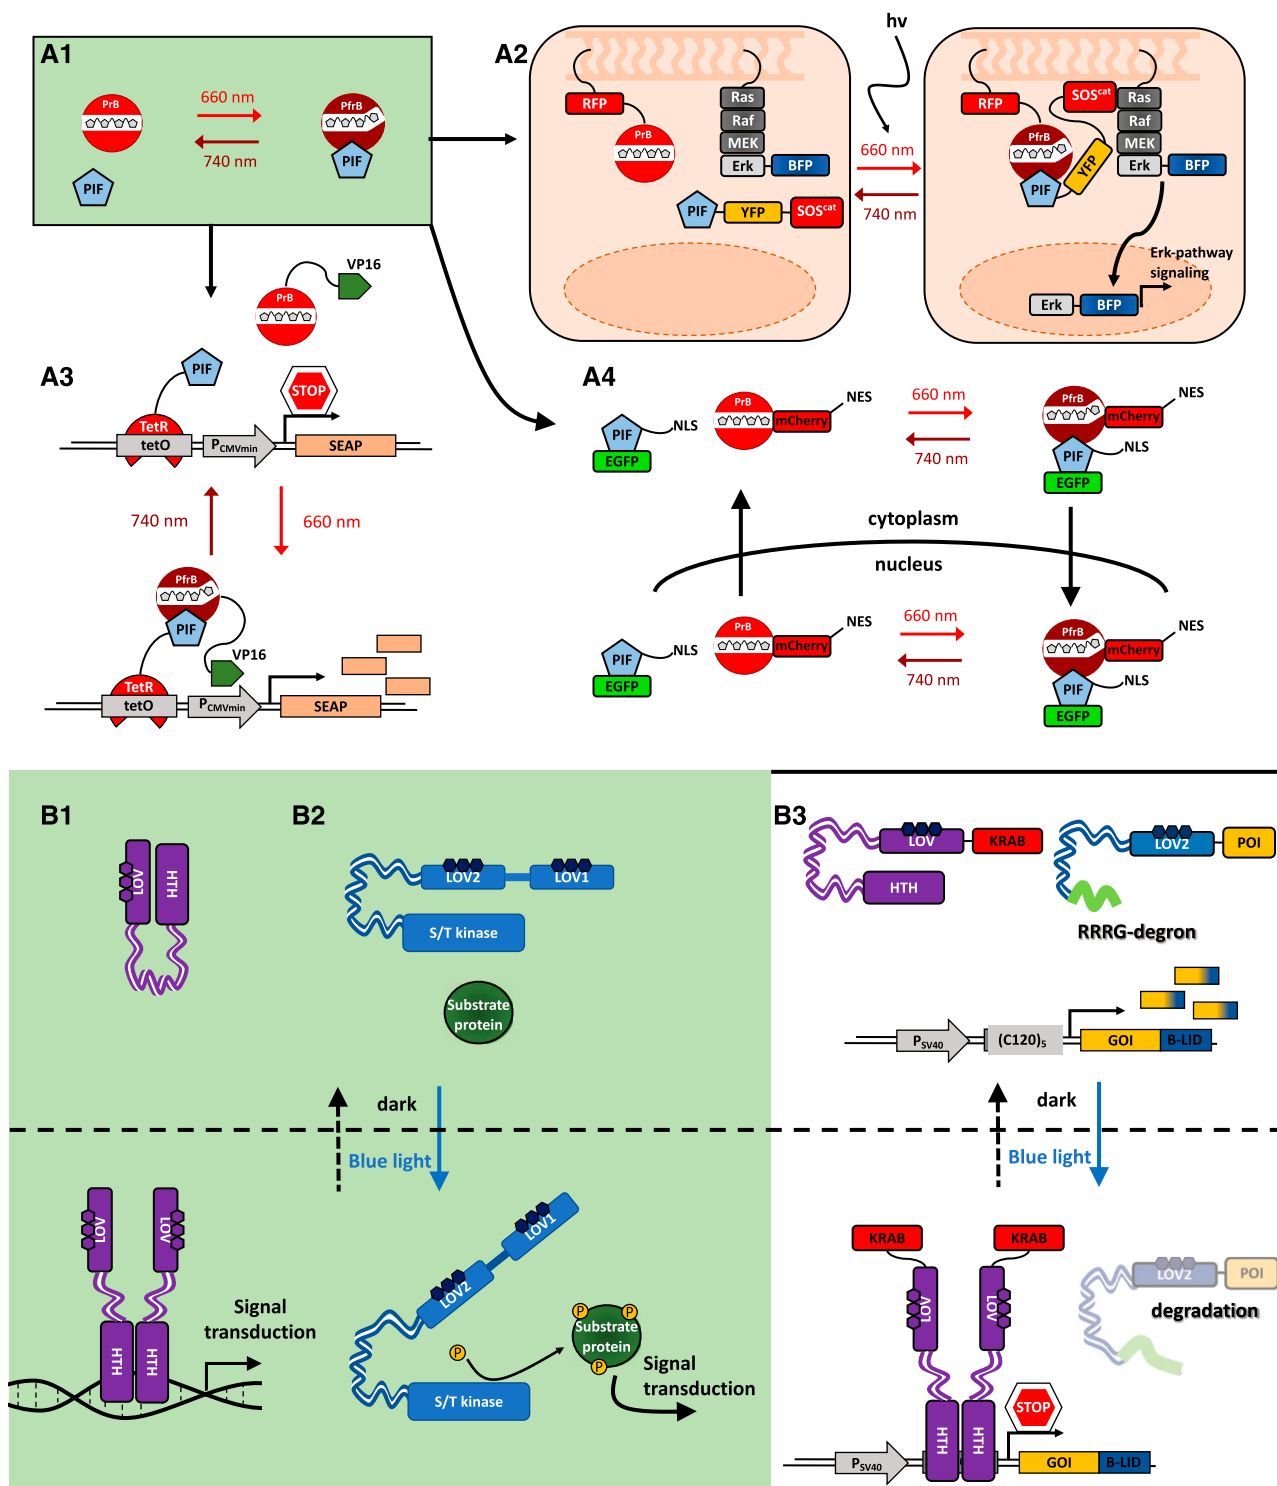 A1
PrB
660 nm
740 nm
PfrB
PIF
PIF
A2
RFP
PrB
Ras
Raf
MEK
Erk
BFP
PIF
YFP
SOScat
hv
660 nm
740 nm
RFP
PfrB
PIF
YFP
SOScat
Ras
Raf
MEK
Erk
BFP
Erk-pathway
signaling
Erk
BFP
A3
VP16
PrB
PIF
STOP
TetR
tetO
PCMVmin
SEAP
740 nm
660 nm
PfrB
PIF
VP16
TetR
tetO
PCMVmin
SEAP
A4
PIF
NLS
EGFP
PrB
mCherry
NES
660 nm
740 nm
PfrB
mCherry
NES
PIF
NLS
EGFP
cytoplasm
nucleus
PIF
NLS
EGFP
PrB
mCherry
NES
660 nm
740 nm
PfrB
mCherry
NES
PIF
NLS
EGFP
B1
LOV
HTH
LOV
LOV
HTH
HTH
Signal
transduction
B2
LOV2
LOV1
S/T kinase
Substrate
protein
dark
Blue light
LOV1
LOV2
S/T kinase
P
P
P
P
Substrate
protein
Signal
transduction
B3
LOV
KRAB
HTH
LOV2
POI
RRRG-degron
PSV40
(C120)5
GOI
B-LID
dark
Blue light
KRAB
KRAB
LOV
LOV
HTH
HTH
STOP
PSV40
GOI
B-LID
LOV2
POI
degradation